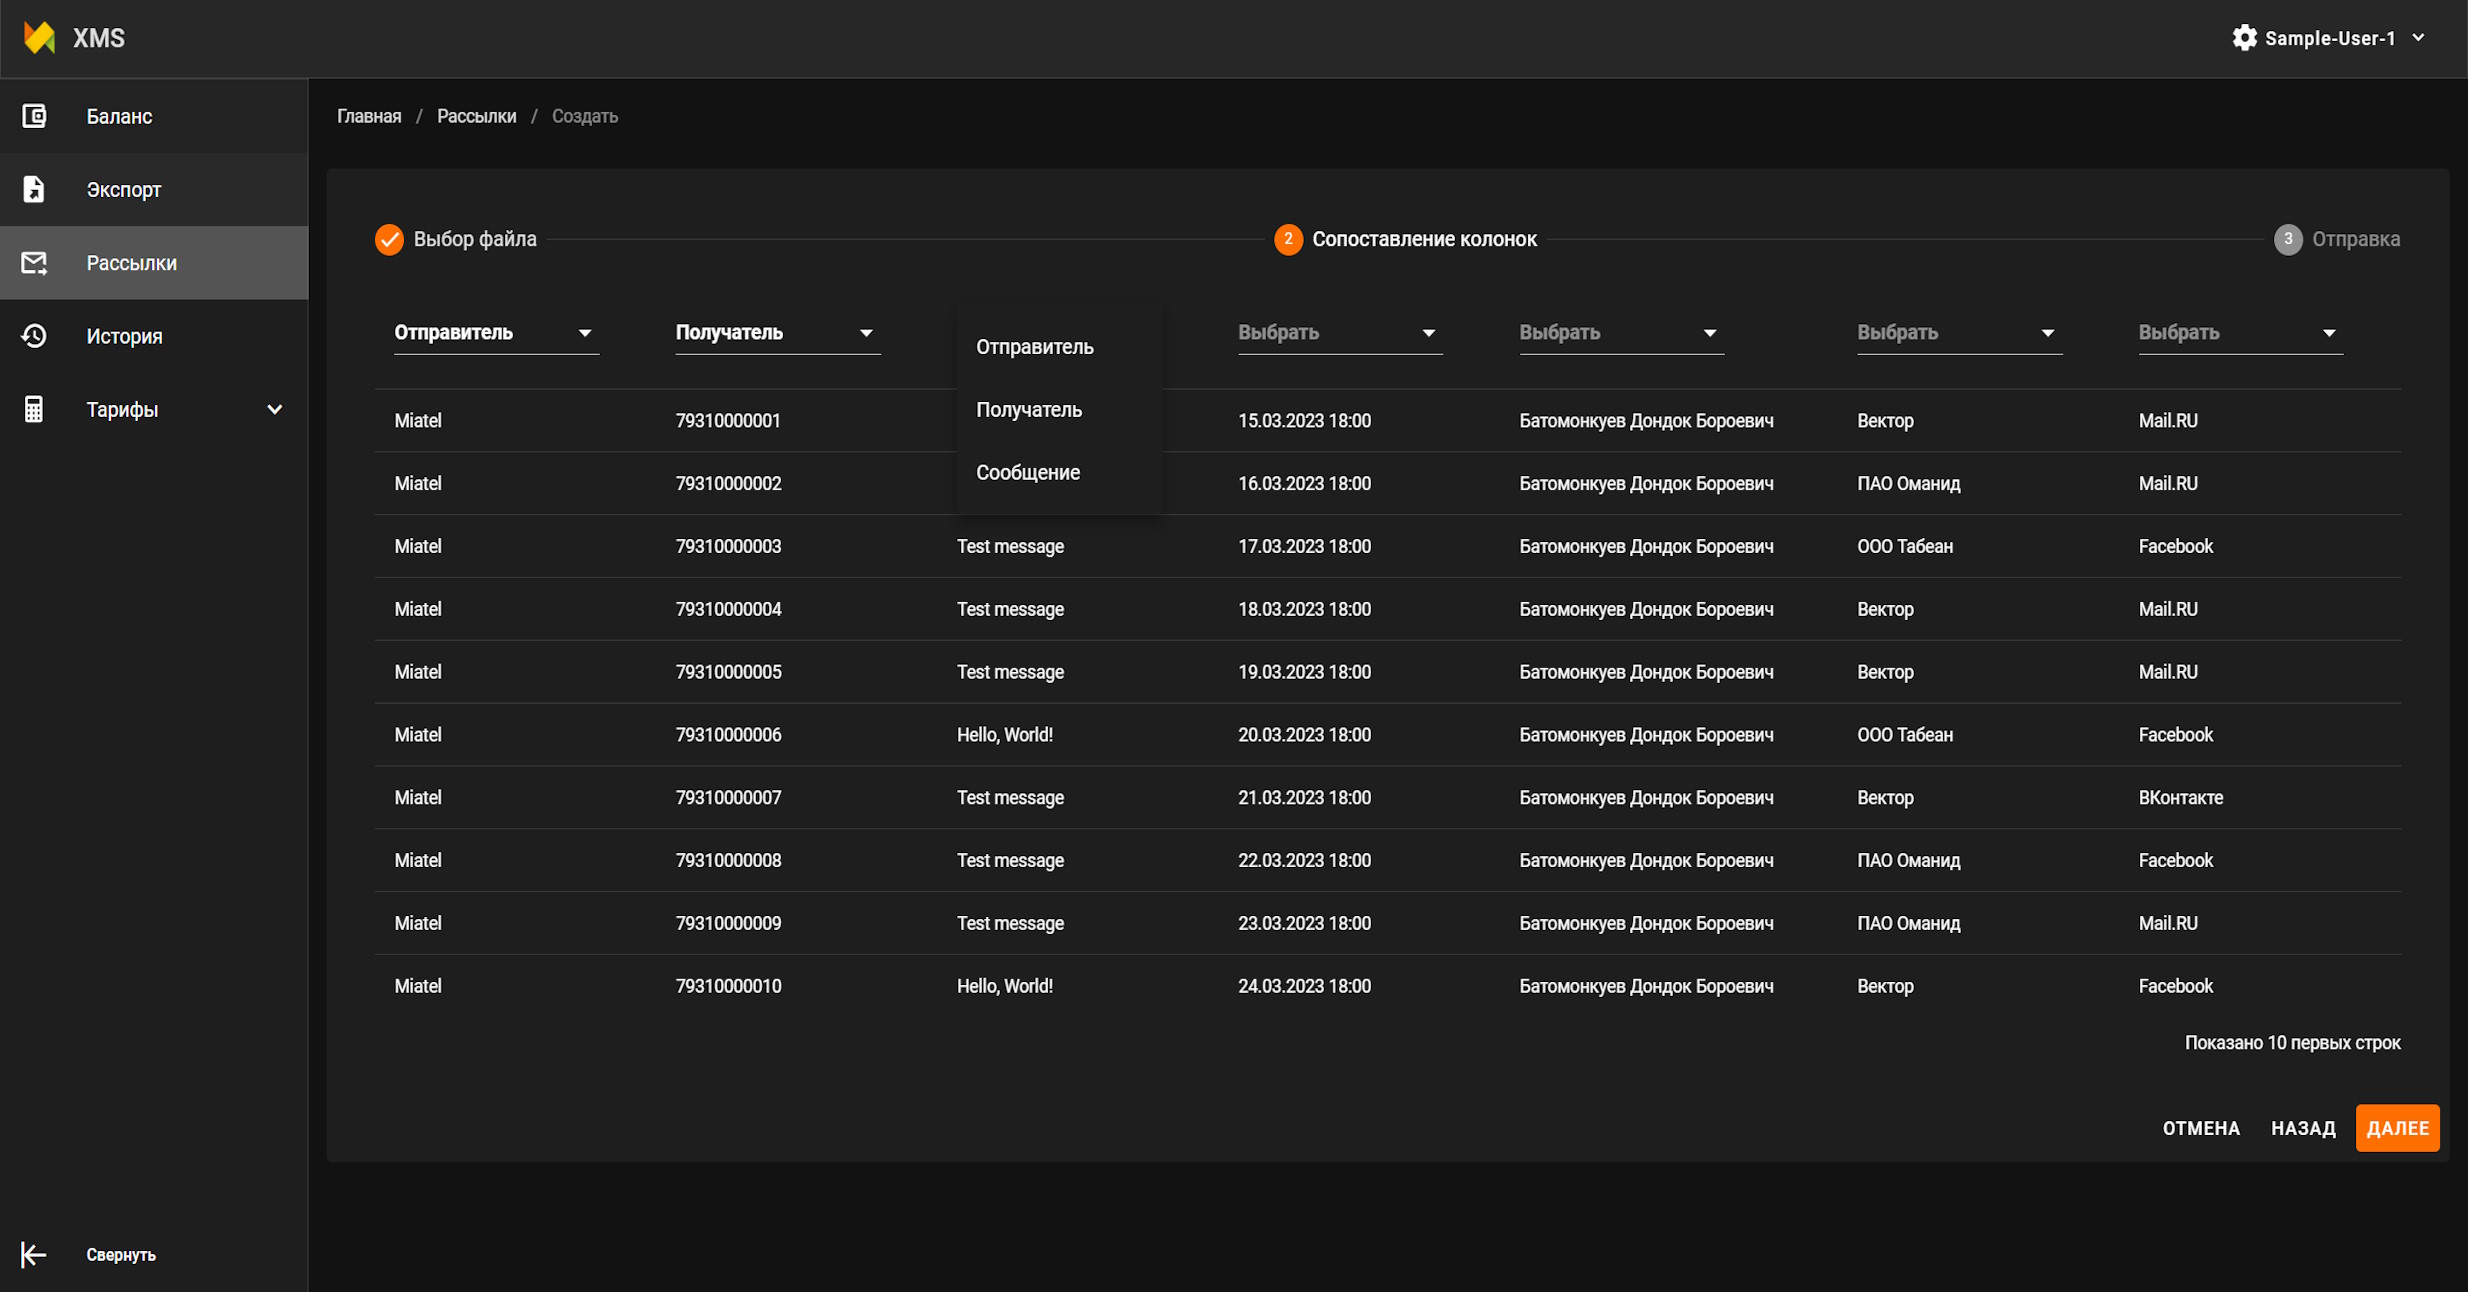 XMS
Sample-User-1
Баланс
Экспорт
Рассылки
История
Тарифы
Свернуть
Главная / Рассылки / Создать
Выбор файла 2 Сопоставление колонок 3 Отправка
Отправитель Получатель Выбрать Выбрать Выбрать Выбрать
Отправитель
Получатель
Сообщение
Miatel 79310000001 15.03.2023 18:00 Батомонкуев Дондок Бороевич Вектор Mail.RU
Miatel 79310000002 16.03.2023 18:00 Батомонкуев Дондок Бороевич ПАО Оманид Mail.RU
Miatel 79310000003 Test message 17.03.2023 18:00 Батомонкуев Дондок Бороевич ООО Табеан Facebook
Miatel 79310000004 Test message 18.03.2023 18:00 Батомонкуев Дондок Бороевич Вектор Mail.RU
Miatel 79310000005 Test message 19.03.2023 18:00 Батомонкуев Дондок Бороевич Вектор Mail.RU
Miatel 79310000006 Hello, World! 20.03.2023 18:00 Батомонкуев Дондок Бороевич ООО Табеан Facebook
Miatel 79310000007 Test message 21.03.2023 18:00 Батомонкуев Дондок Бороевич Вектор ВКонтакте
Miatel 79310000008 Test message 22.03.2023 18:00 Батомонкуев Дондок Бороевич ПАО Оманид Facebook
Miatel 79310000009 Test message 23.03.2023 18:00 Батомонкуев Дондок Бороевич ПАО Оманид Mail.RU
Miatel 79310000010 Hello, World! 24.03.2023 18:00 Батомонкуев Дондок Бороевич Вектор Facebook
Показано 10 первых строк
ОТМЕНА НАЗАД ДАЛЕЕ